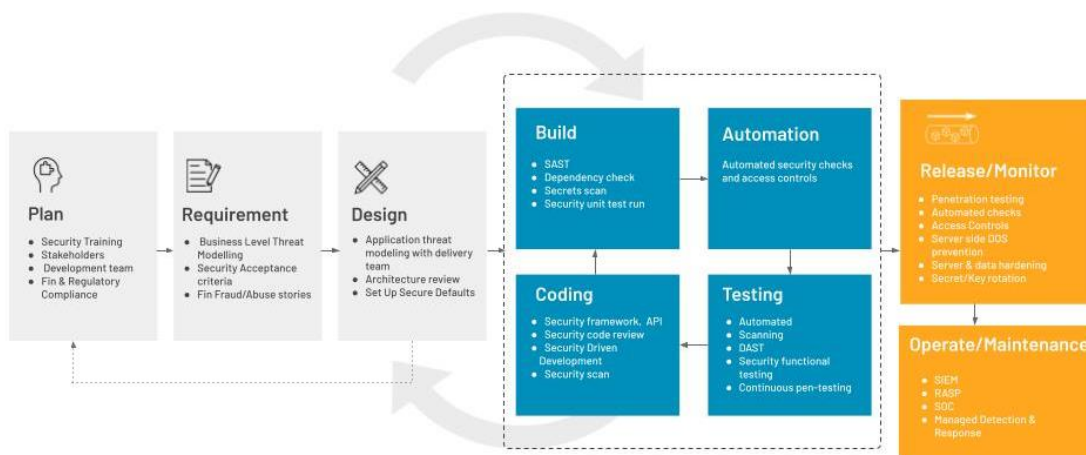 Plan
Security Training
Stakeholders
Development team
Fin & Regulatory
Compliance
Requirement
Business Level Threat
Modelling
Security Acceptance
criteria
Fin Fraud/Abuse stories
Design
Application threat
modeling with delivery
team
Architecture review
Set Up Secure Defaults
Build
SAST
Dependency check
Secrets scan
Security unit test run
Automation
Automated security checks
and access controls
Coding
Security framework, API
Security code review
Security Driven
Development
Security scan
Testing
Automated
Scanning
DAST
Security functional
testing
Continuous pen-testing
Release/Monitor
Penetration testing
Automated checks
Access Controls
Server side DOS
prevention
Server & data hardening
Secret/Key rotation
Operate/Maintenance
SIEM
RASP
SOC
Managed Detection &
Response